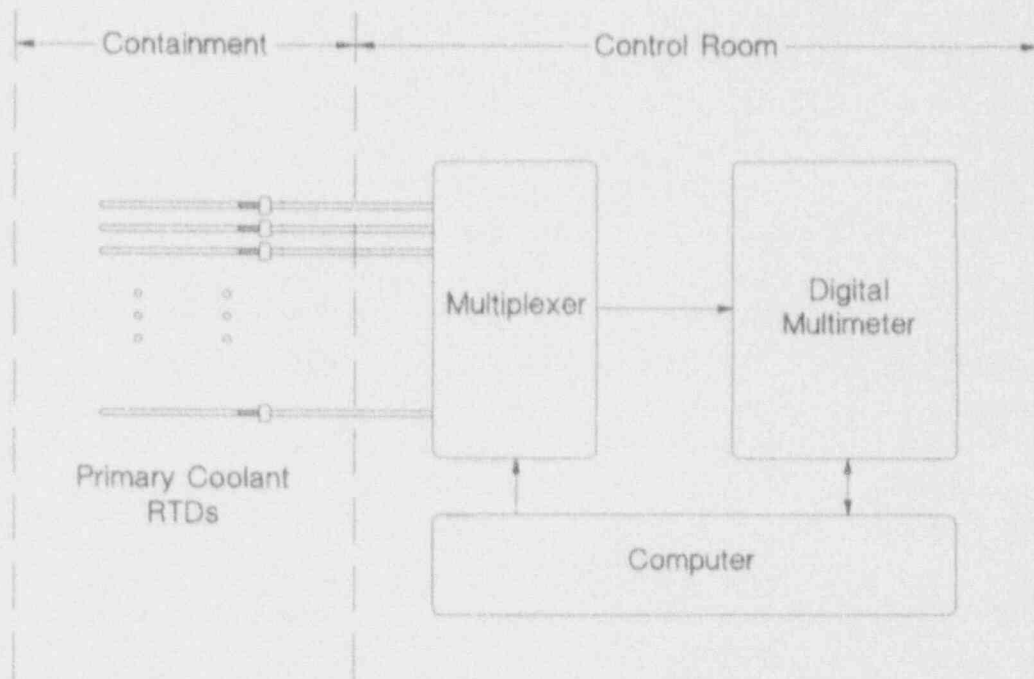 Containment
Control Room
Multiplexer
Digital
Multimeter
Primary Coolant
RTDs
Computer